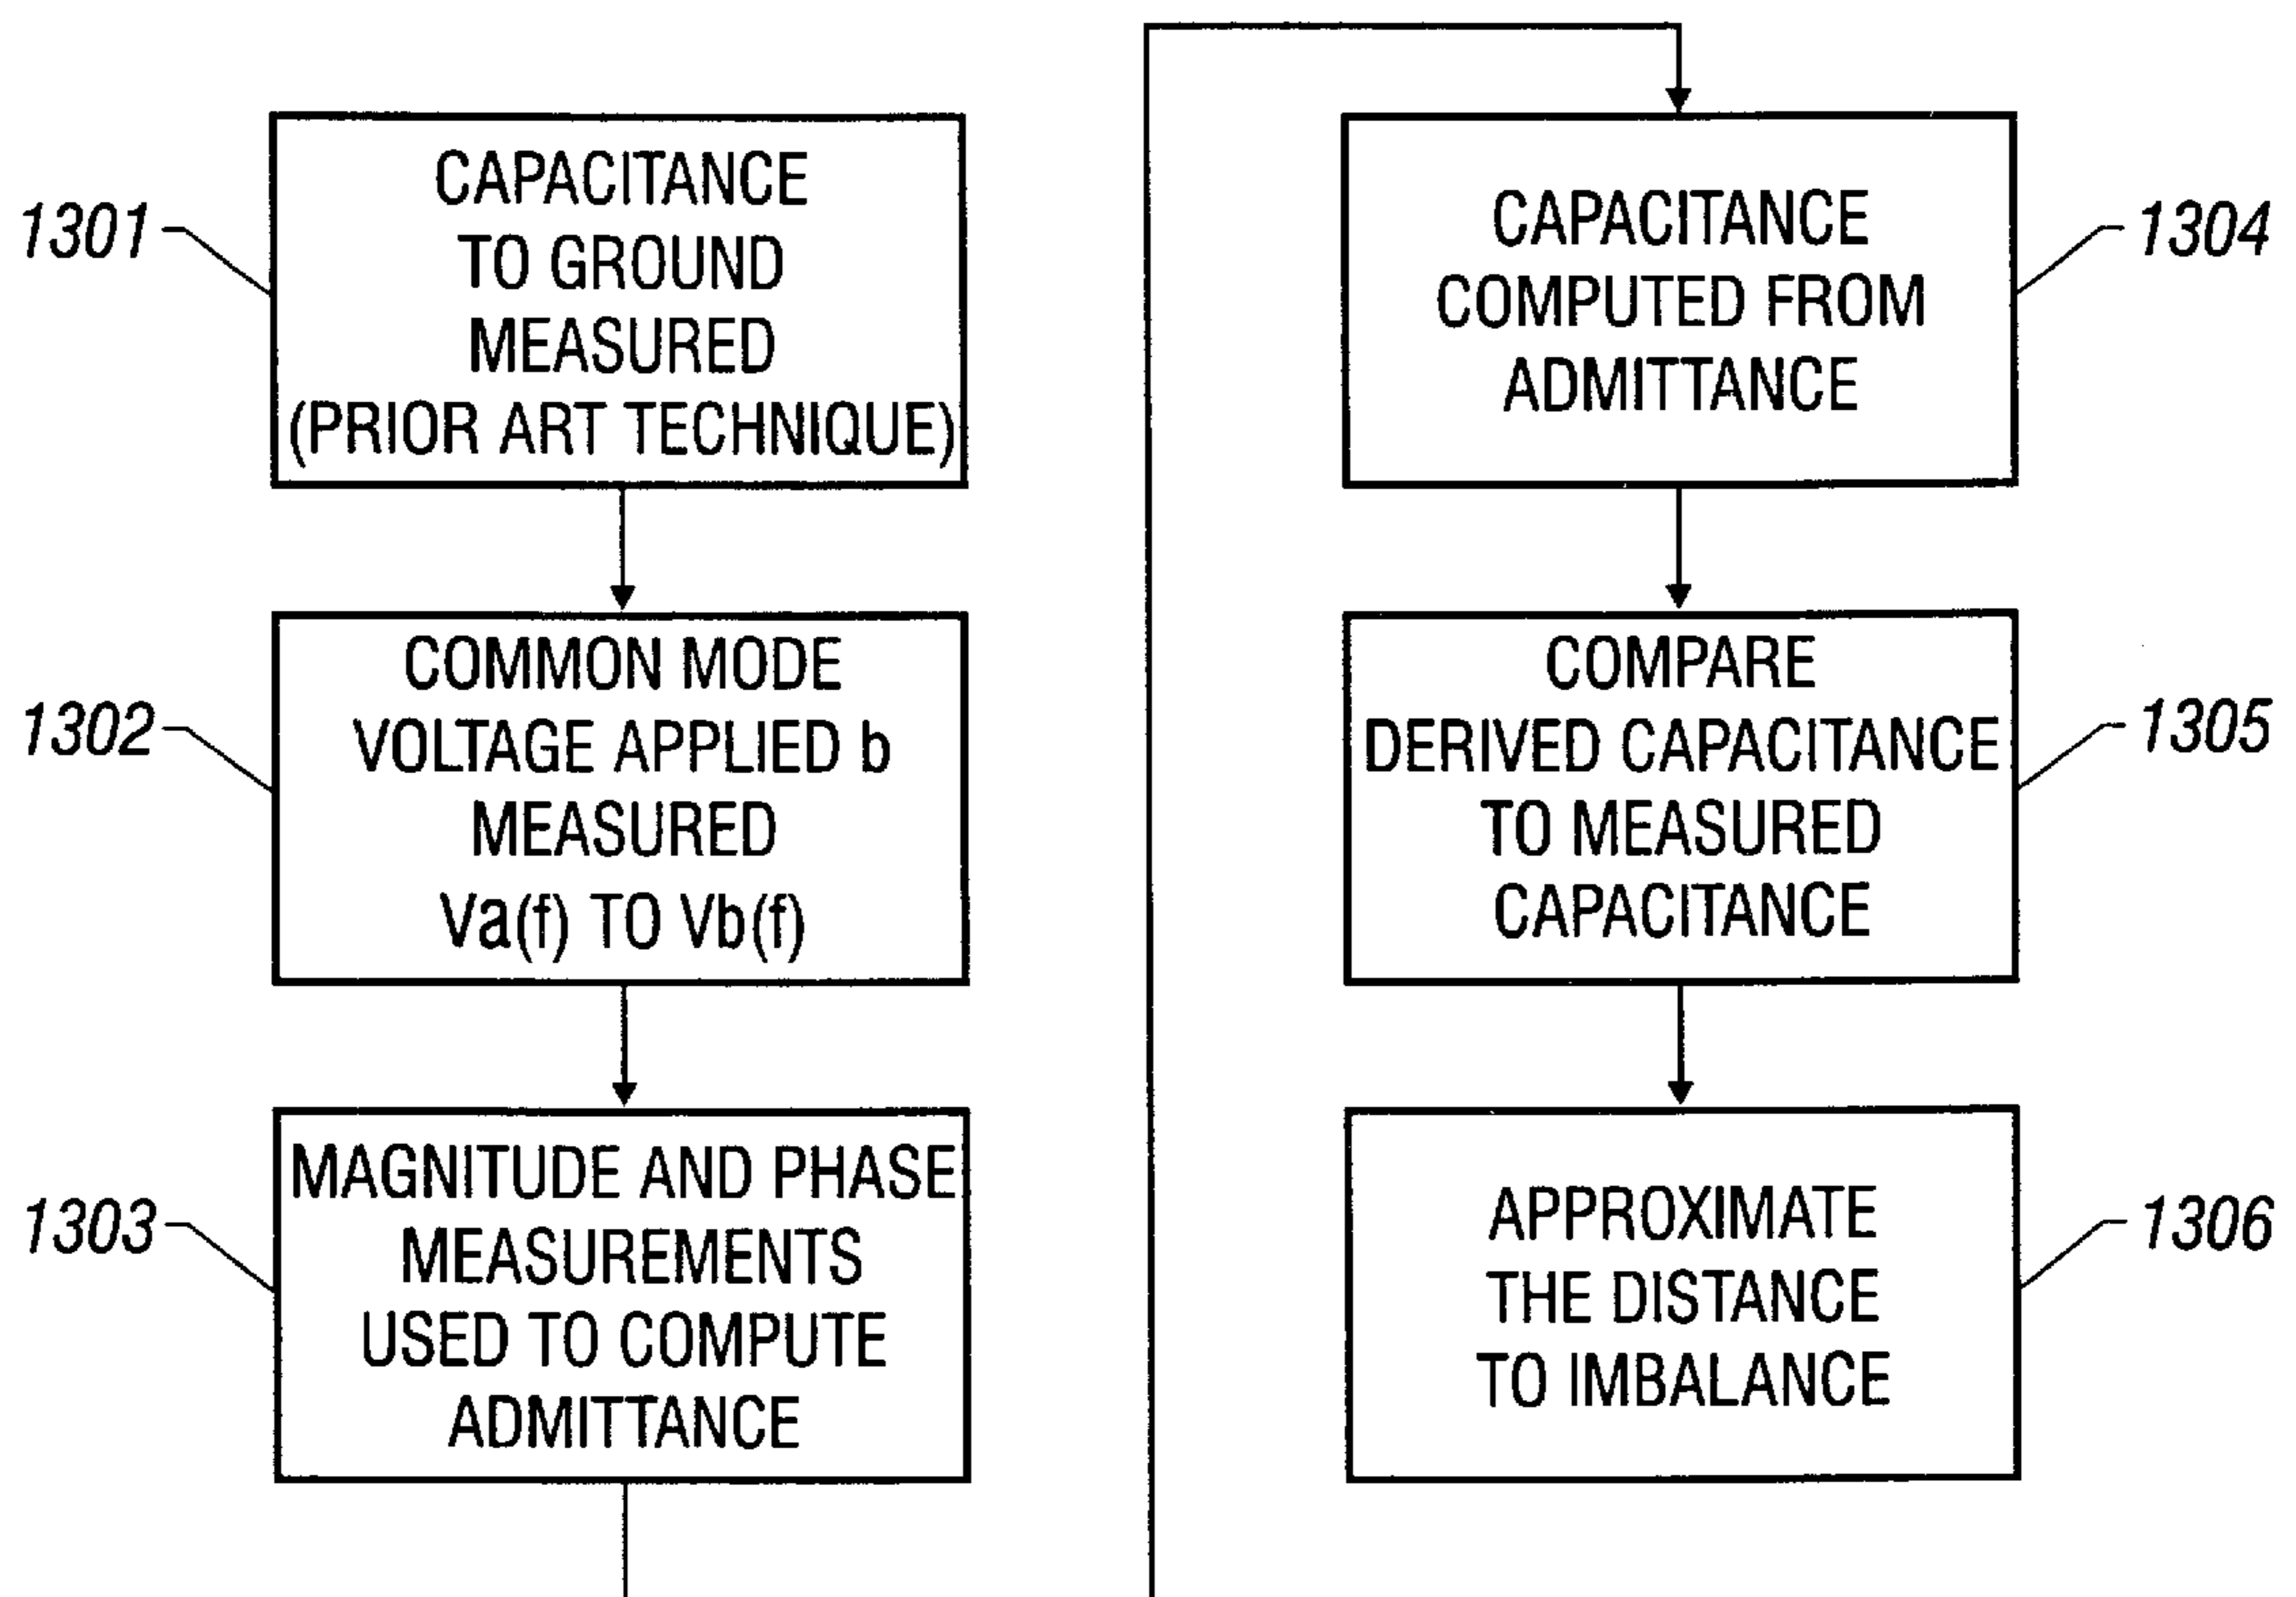 1301
CAPACITANCE
TO GROUND
MEASURED
(PRIOR ART TECHNIQUE)
1302
COMMON MODE
VOLTAGE APPLIED b
MEASURED
Va(f) TO Vb(f)
1303
MAGNITUDE AND PHASE
MEASUREMENTS
USED TO COMPUTE
ADMITTANCE
1304
CAPACITANCE
COMPUTED FROM
ADMITTANCE
1305
COMPARE
DERIVED CAPACITANCE
TO MEASURED
CAPACITANCE
1306
APPROXIMATE
THE DISTANCE
TO IMBALANCE